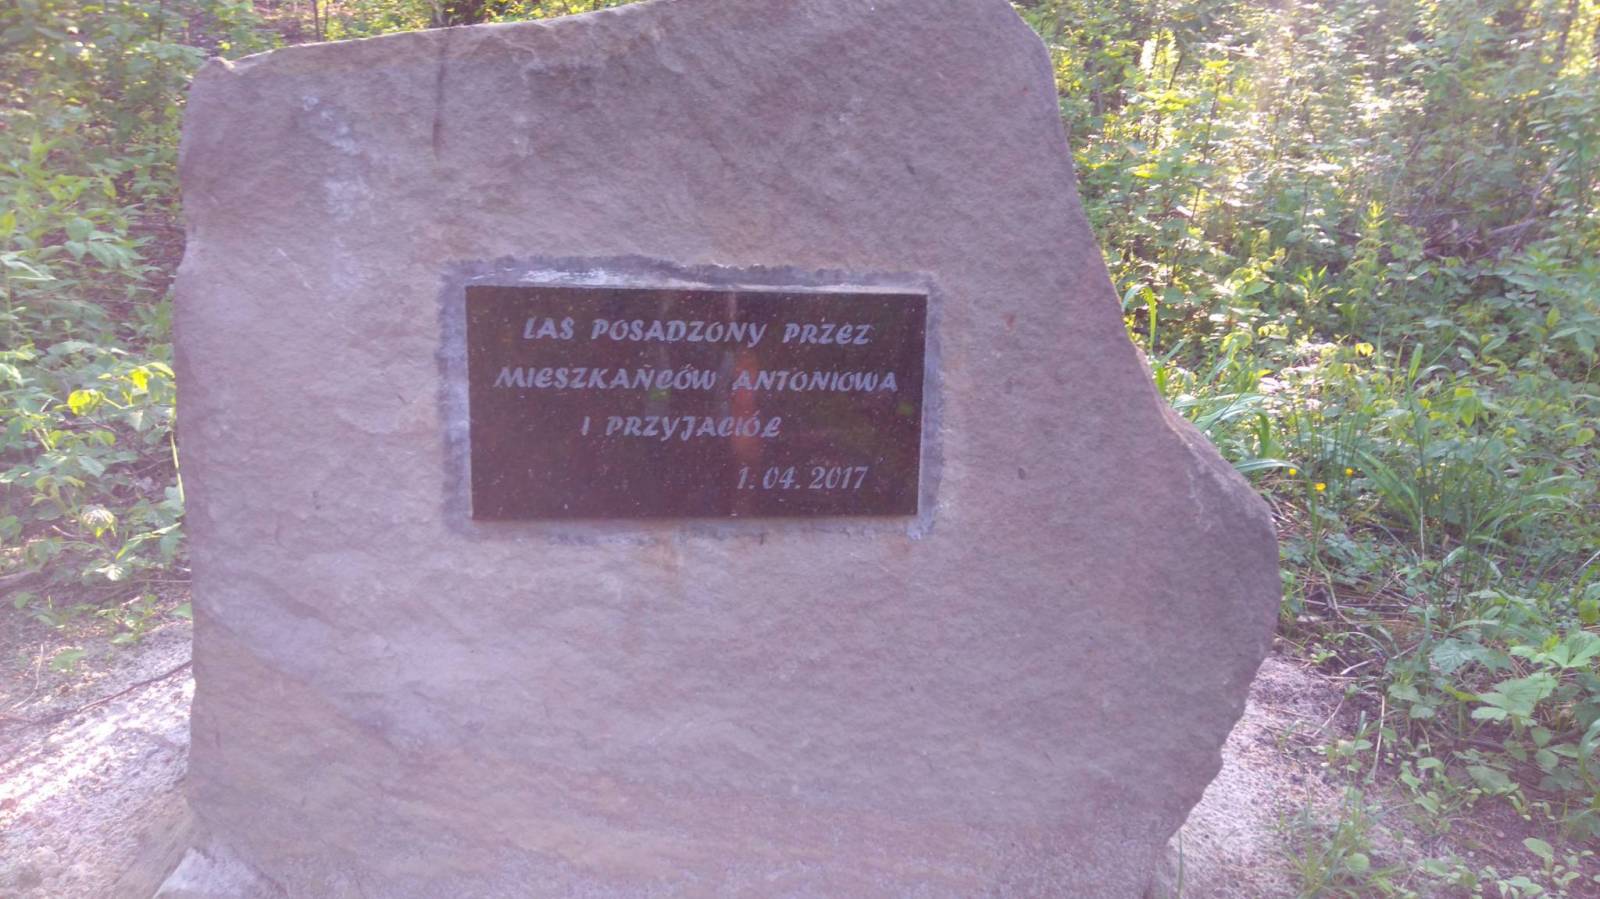 LAS POSADZONY PRZEZ
MIESZKAŃCÓW ANTONIOWA
I PRZYJACIÓŁ
1.04.2017